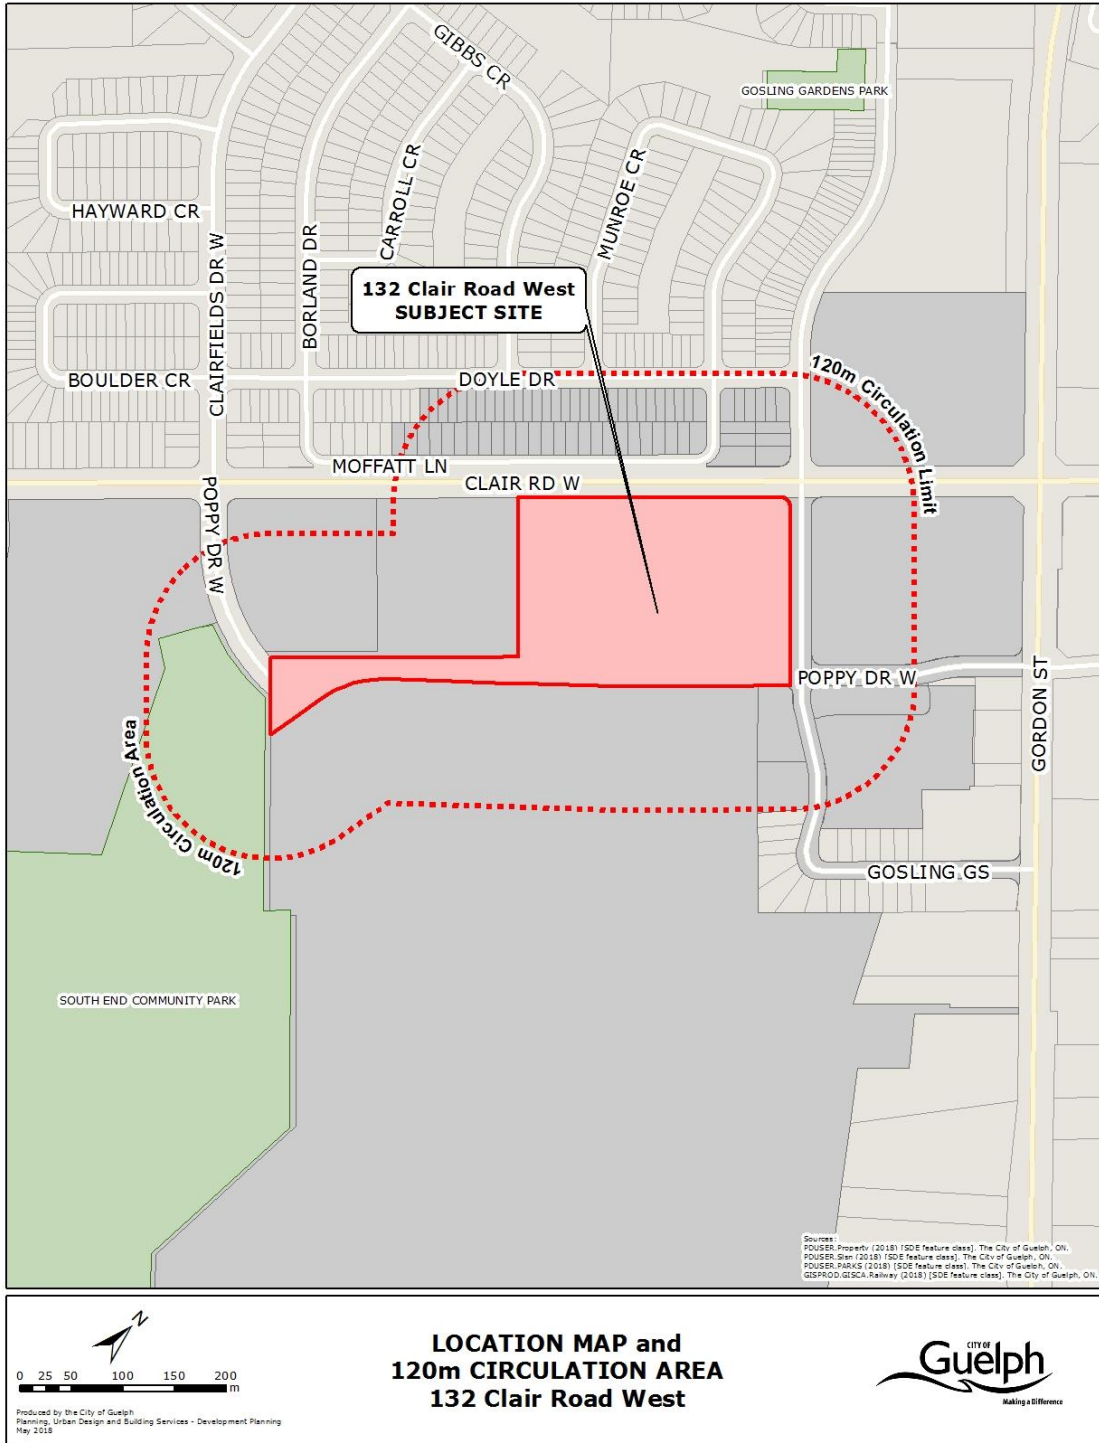 GIBBS CR
GOSLING GARDENS PARK
CARROLL CR
MUNROE CR
HAYWARD CR
CLAIRFIELDS DR W
BORLAND DR
132 Clair Road West
SUBJECT SITE
BOULDER CR
DOYLE DR
120m Circulation Limit
MOFFATT LN
CLAIR RD W
POPPY DR W
POPPY DR W
GORDON ST
120m Circulation Area
GOSLING GS
SOUTH END COMMUNITY PARK
Sources:
PDUSER.Property (2018) [SDE feature class]. The City of Guelph, ON.
PDUSER.Slsn (2018) [SDE feature class]. The City of Guelph, ON.
PDUSER.PARKS (2018) [SDE feature class]. The City of Guelph, ON.
GISPROD.GISCA.Railway (2018) [SDE feature class]. The City of Guelph, ON.
N
0 25 50 100 150 200
m
Produced by the City of Guelph
Planning, Urban Design and Building Services - Development Planning
May 2018
LOCATION MAP and
120m CIRCULATION AREA
132 Clair Road West
CITY OF
Guelph
Making a Difference